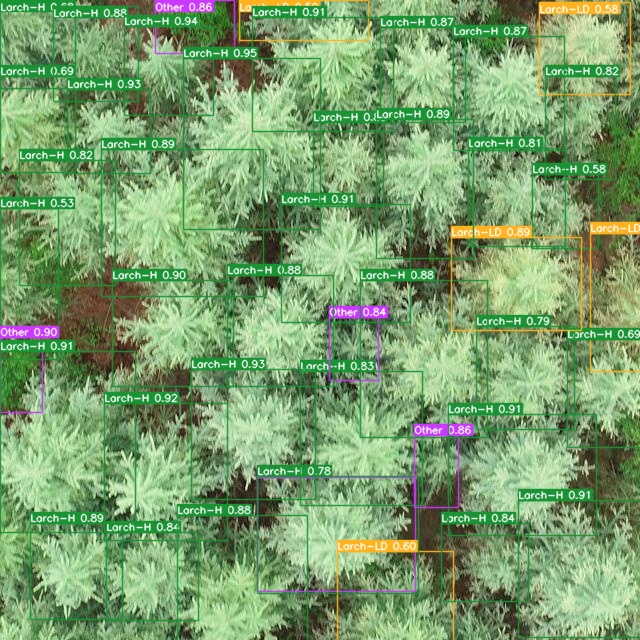 Larch-H 0.88
Other 0.86
Larch-H 0.91
Larch-LD 0.58
Larch-H 0.94
Larch-H 0.87
Larch-H 0.87
Larch-H 0.95
Larch-H 0.69
Larch-H 0.82
Larch-H 0.93
Larch-H
Larch-H 0.89
Larch-H 0.89
Larch-H 0.81
Larch-H 0.82
Larch-H 0.58
Larch-H 0.53
Larch-H 0.91
Larch-LD 0.89
Larch-LD
Larch-H 0.90
Larch-H 0.88
Larch-H 0.88
Other 0.84
Larch-H 0.79
Other 0.90
Larch-H 0.69
Larch-H 0.91
Larch-H 0.93
Larch-H 0.83
Larch-H 0.92
Larch-H 0.91
Other 0.86
Larch-H 0.78
Larch-H 0.91
Larch-H 0.88
Larch-H 0.89
Larch-H 0.84
Larch-H 0.84
Larch-LD 0.60